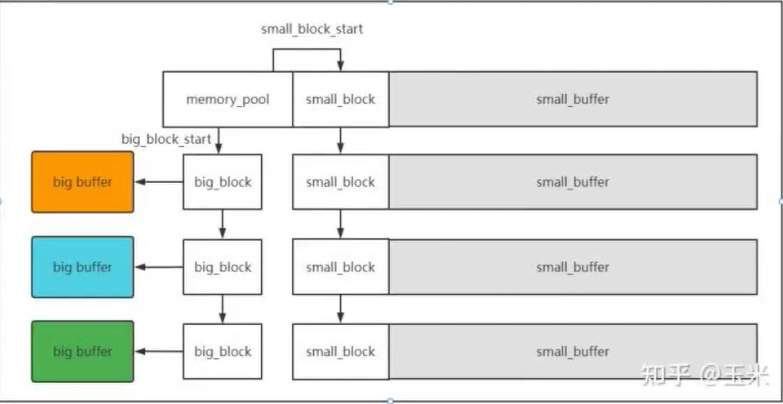 small_block_start
memory_pool small_block small_buffer
big_block_start
big buffer big_block small_block small_buffer
big buffer big_block small_block small_buffer
big buffer big_block small_block small_buffer
知乎 @玉米